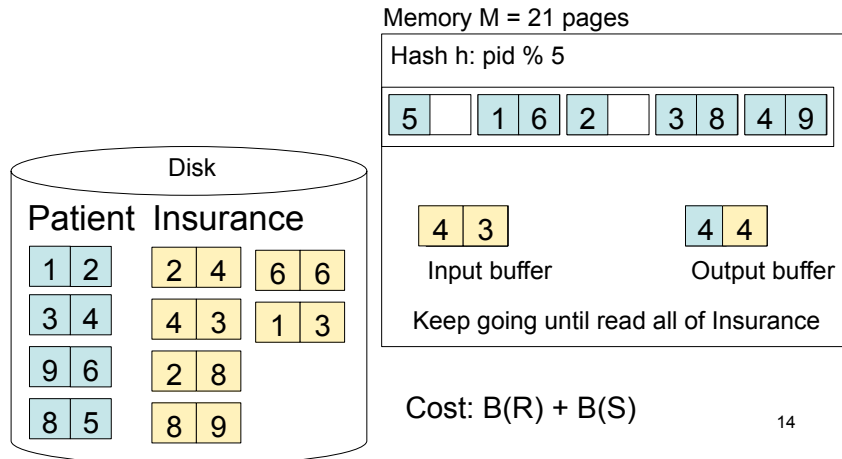 Memory M = 21 pages
Hash h: pid % 5
5 1 6 2 3 8 4 9
Disk
Patient Insurance
1 2 2 4 6 6
3 4 4 3 1 3
9 6 2 8
8 5 8 9
4 3 4 4
Input buffer Output buffer
Keep going until read all of Insurance
Cost: B(R) + B(S)
14